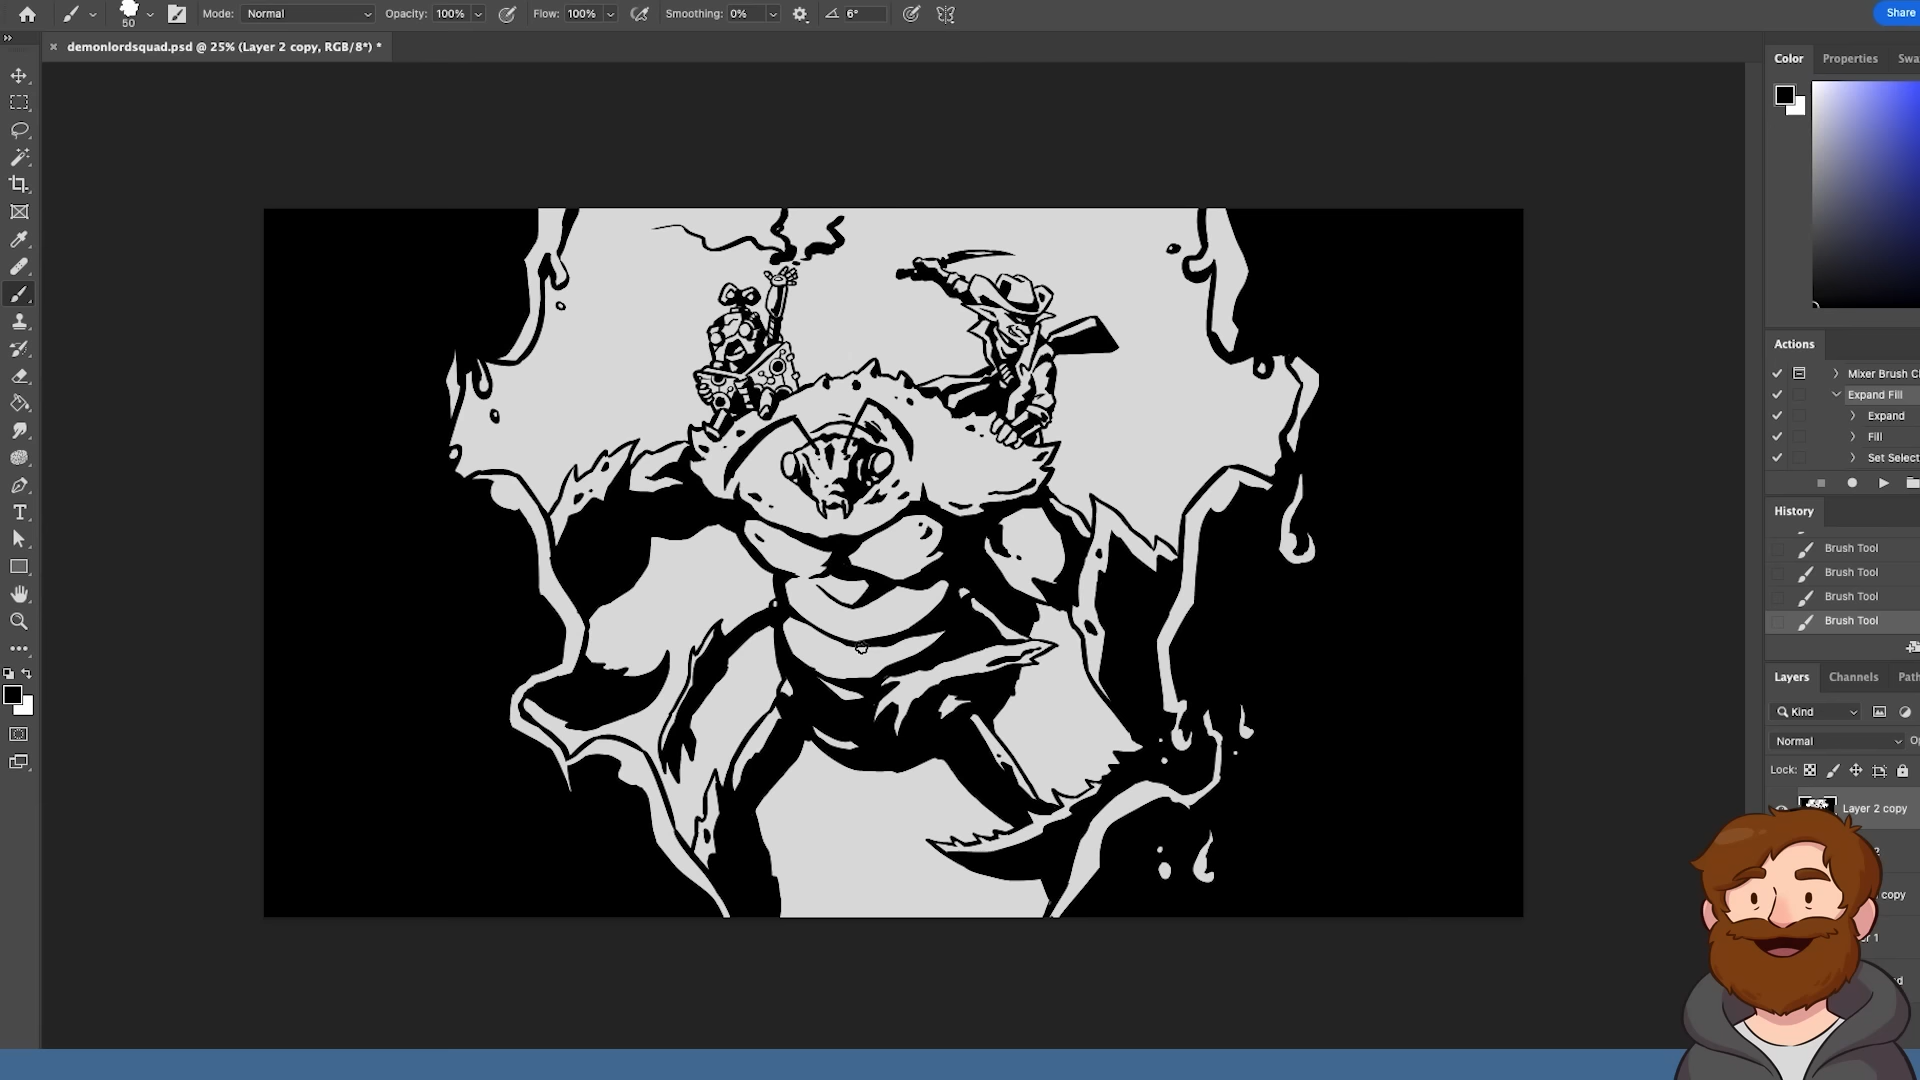 50
Mode: Normal
Opacity: 100%
Flow: 100%
Smoothing: 0%
6°
Share
demonlordsquad.psd @ 25% (Layer 2 copy, RGB/8*) *
Color
Properties
Actions
Mixer Brush
Expand Fill
Expand
Fill
Set
History
Brush Tool
Brush Tool
Brush Tool
Brush Tool
Layers
Channels
Kind
Normal
Lock:
Layer 2 copy
copy